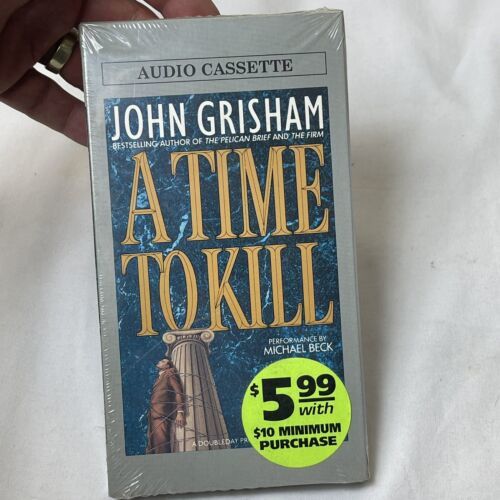 AUDIO CASSETTE
JOHN GRISHAM
BESTSELLING AUTHOR OF THE PELICAN BRIEF AND THE FIRM
A TIME
TO KILL
PERFORMANCE BY
MICHAEL BECK
$5.99
with
$10 MINIMUM
PURCHASE
A DOUBLEDAY